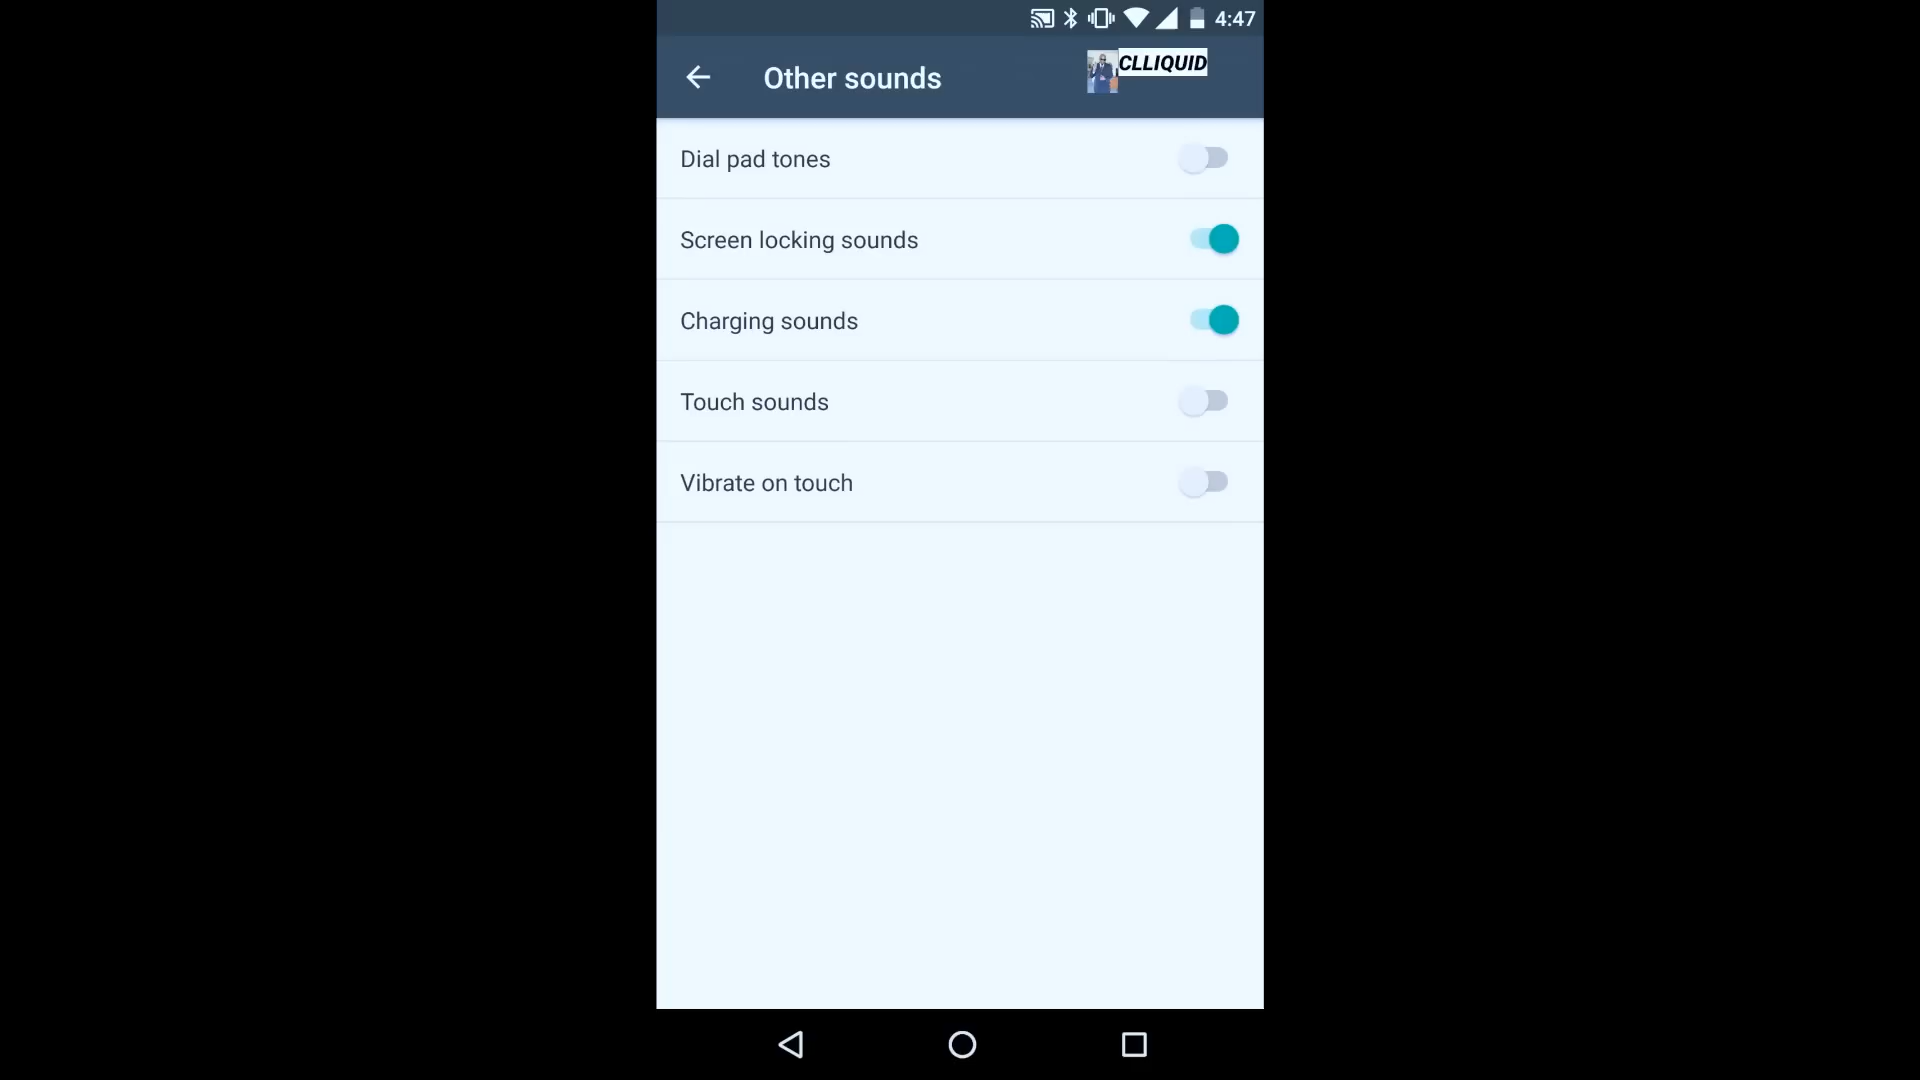 4:47
Other sounds
CLLIQUID
Dial pad tones
Screen locking sounds
Charging sounds
Touch sounds
Vibrate on touch